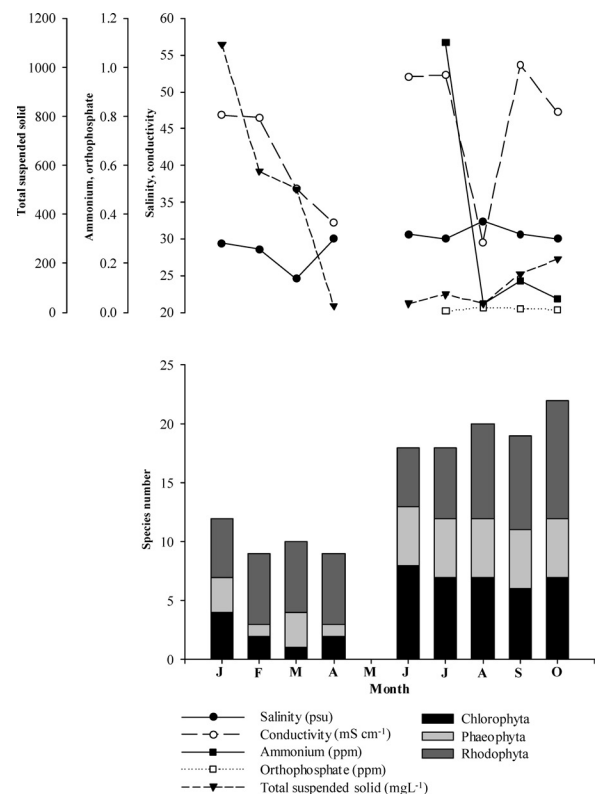 Total suspended solid
1200
1000
800
600
400
200
0
Ammonium, orthophosphate
1.2
1.0
0.8
0.6
0.4
0.2
0.0
Salinity, conductivity
60
55
50
45
40
35
30
25
20
Species number
25
20
15
10
5
0
J F M A M J J A S O
Month
Salinity (psu)
Conductivity (mS cm⁻¹)
Ammonium (ppm)
Orthophosphate (ppm)
Total suspended solid (mgL⁻¹)
Chlorophyta
Phaeophyta
Rhodophyta